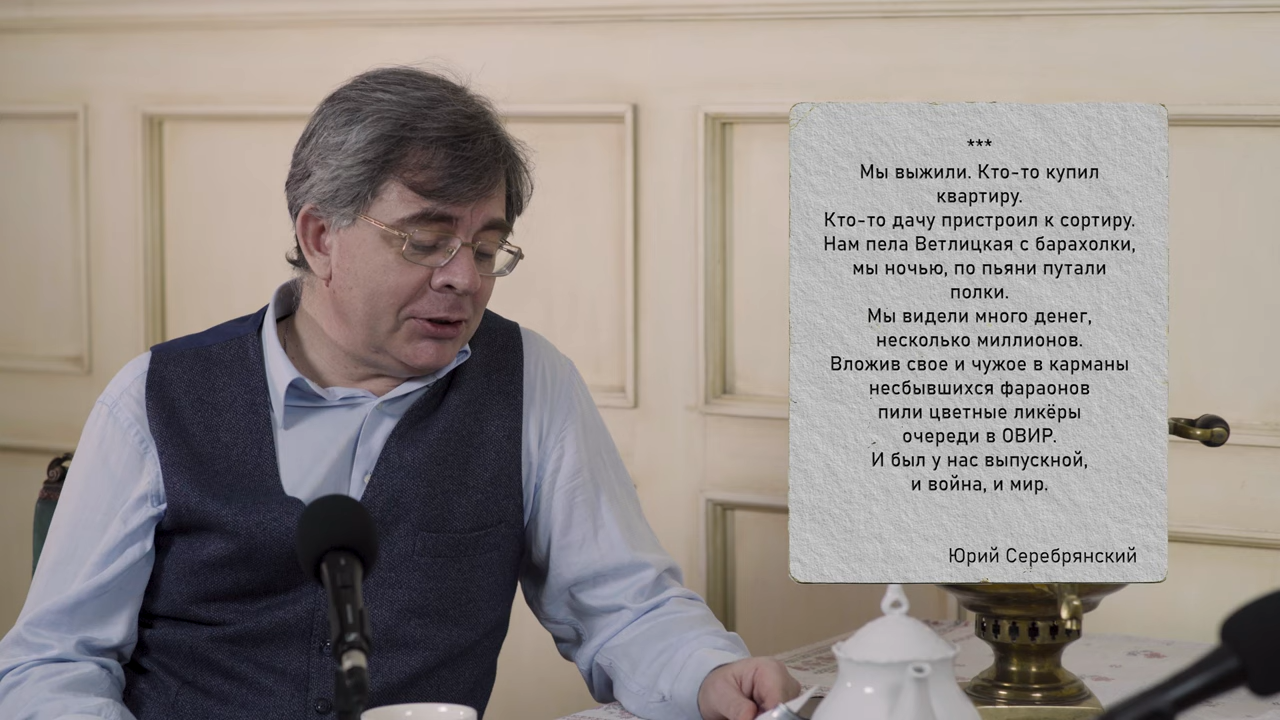 ***
Мы выжили. Кто-то купил
квартиру.
Кто-то дачу пристроил к сортиру.
Нам пела Ветлицкая с барахолки,
мы ночью, по пьяни путали
полки.
Мы видели много денег,
несколько миллионов.
Вложив свое и чужое в карманы
несбывшихся фараонов
пили цветные ликёры
очереди в ОВИР.
И был у нас выпускной,
и война, и мир.
Юрий Серебрянский